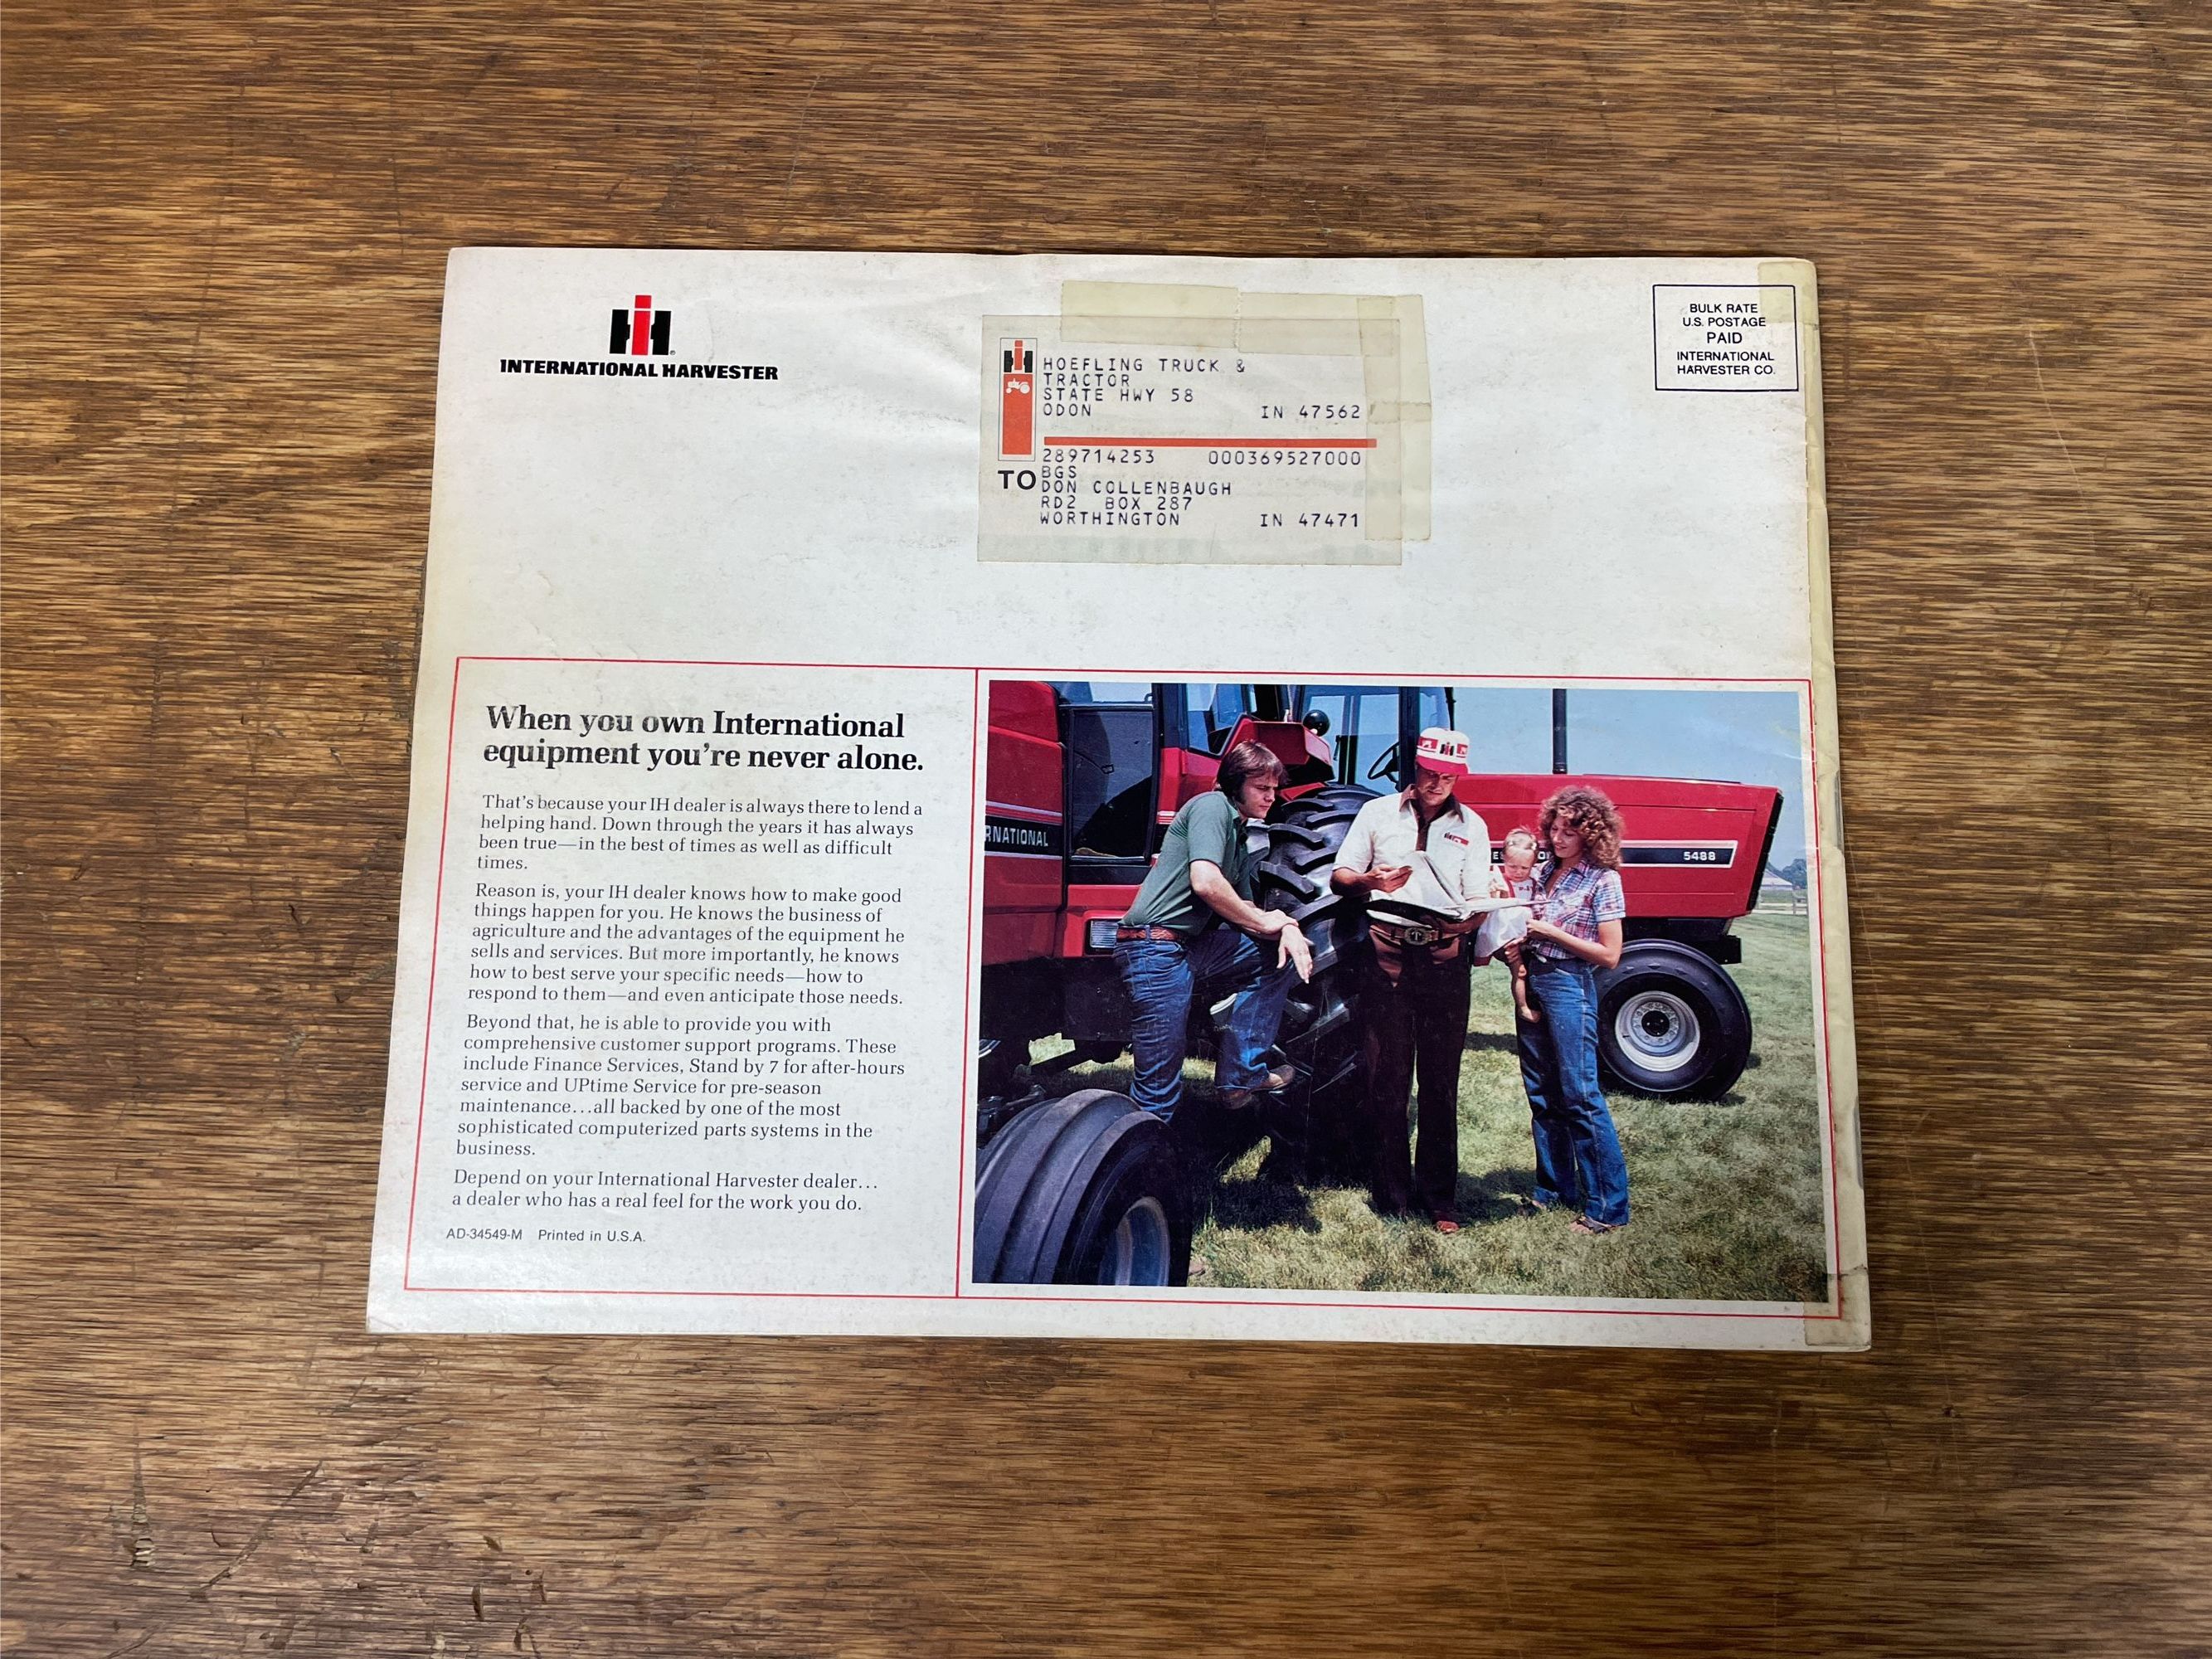 IH
INTERNATIONAL HARVESTER
BULK RATE
U.S. POSTAGE
PAID
INTERNATIONAL
HARVESTER CO.
HOEFLING TRUCK &
TRACTOR
STATE HWY 58
ODON IN 47562
289714253 000369527000
BGS
TO DON COLLENBAUGH
RD2 BOX 287
WORTHINGTON IN 47471
When you own International
equipment you're never alone.
That's because your IH dealer is always there to lend a
helping hand. Down through the years it has always
been true—in the best of times as well as difficult
times.
Reason is, your IH dealer knows how to make good
things happen for you. He knows the business of
agriculture and the advantages of the equipment he
sells and services. But more importantly, he knows
how to best serve your specific needs—how to
respond to them—and even anticipate those needs.
Beyond that, he is able to provide you with
comprehensive customer support programs. These
include Finance Services, Stand by 7 for after-hours
service and UPtime Service for pre-season
maintenance...all backed by one of the most
sophisticated computerized parts systems in the
business.
Depend on your International Harvester dealer...
a dealer who has a real feel for the work you do.
AD-34549-M Printed in U.S.A.
RNATIONAL
5488